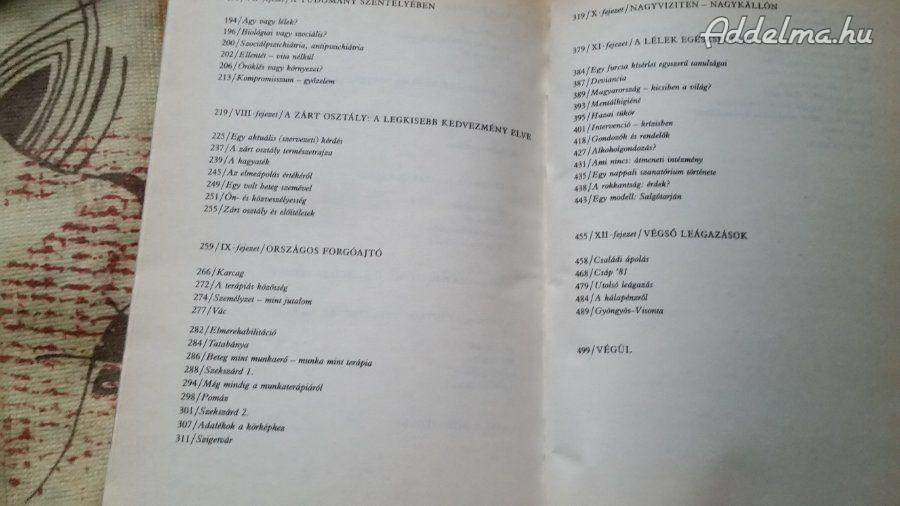 A TUDOMÁNY SZENTÉLYÉBEN
194/Agy vagy lélek?
196/Biológiai vagy szociális?
200/Szociálpszichiátria, antipszichiátria
202/Ellentét – vita nélkül
206/Öröklés vagy környezet?
213/Kompromisszum – győzelem
219/VIII·fejezet/A ZÁRT OSZTÁLY: A LEGKISEBB KEDVEZMÉNY ELVE
225/Egy aktuális (szervezeti) kérdés
237/A zárt osztály természetrajza
239/A hagyaték
245/Az elmeápolás értékéről
249/Egy volt beteg szemével
251/Ön- és közveszélyesség
255/Zárt osztály és előítéletek
259/IX·fejezet/ORSZÁGOS FORGÓAJTÓ
266/Karcag
272/A terápiás közösség
274/Személyzet – mint jutalom
277/Vác
282/Elmerehabilitáció
284/Tatabánya
286/Beteg mint munkaerő – munka mint terápia
288/Szekszárd 1.
294/Még mindig a munkaterápiáról
298/Pomáz
301/Szekszárd 2.
307/Adalékok a körképhez
311/Szigetvár
319/X·fejezet/NAGYVIZITEN – NAGYKÁLLÓN
Addelma.hu
379/XI·fejezet/A LÉLEK
384/Egy furcsa kísérlet egyszerű tanulságai
387/Deviancia
389/Magyarország – kicsiben a világ?
393/Mentálhigiéné
395/Hazai tükör
401/Intervenció – krízisben
418/Gondozók és rendelők
427/Alkoholgondozás?
431/Ami nincs: átmeneti intézmény
435/Egy nappali szanatórium története
438/A rokkantság: érdek?
443/Egy modell: Salgótarján
455/XII·fejezet/VÉGSŐ LEÁGAZÁSOK
458/Családi ápolás
468/Csáp '81
479/Utolsó leágazás
484/A hálapénzről
489/Gyöngyös–Visonta
499/VÉGÜL